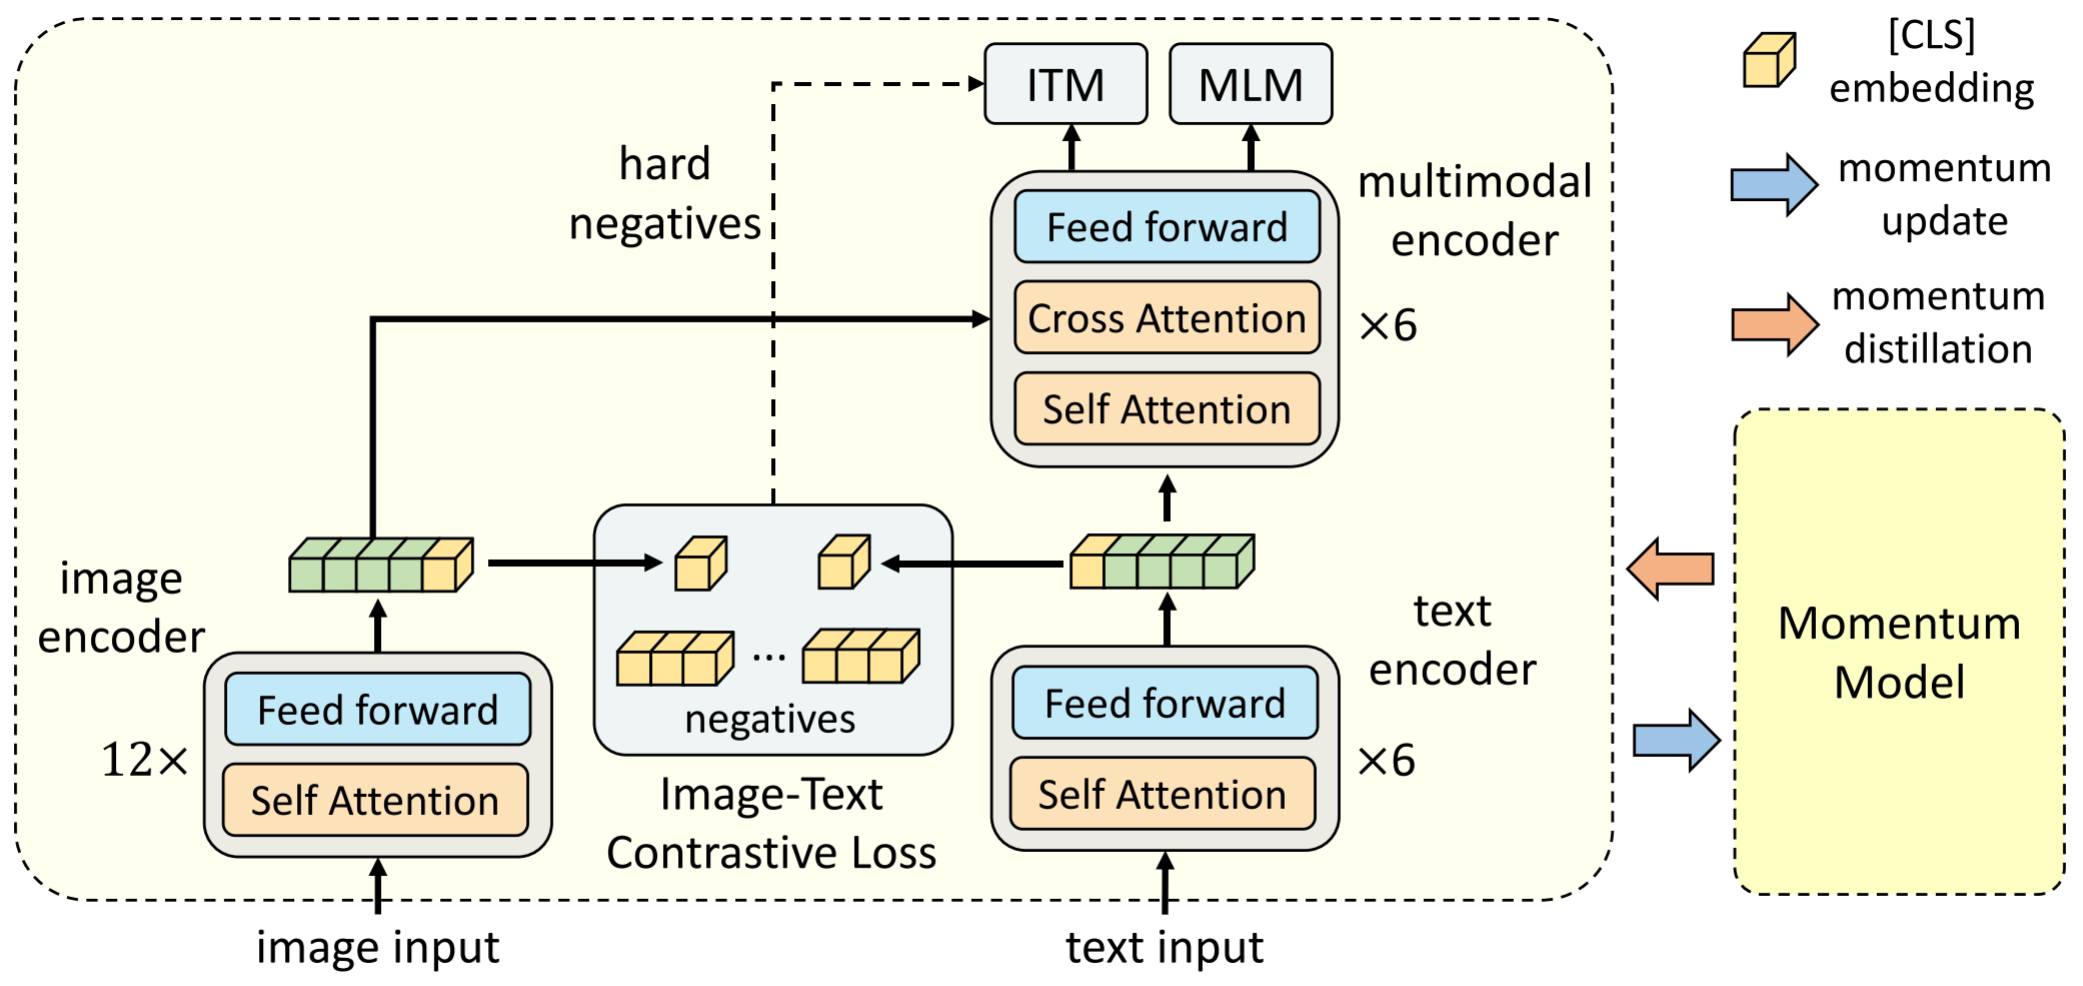 ITM
MLM
[CLS]
embedding
hard
negatives
multimodal
encoder
momentum
update
Feed forward
Cross Attention
×6
Self Attention
momentum
distillation
image
encoder
text
encoder
Feed forward
12×
Self Attention
...
negatives
Image-Text
Contrastive Loss
Feed forward
×6
Self Attention
Momentum
Model
image input
text input